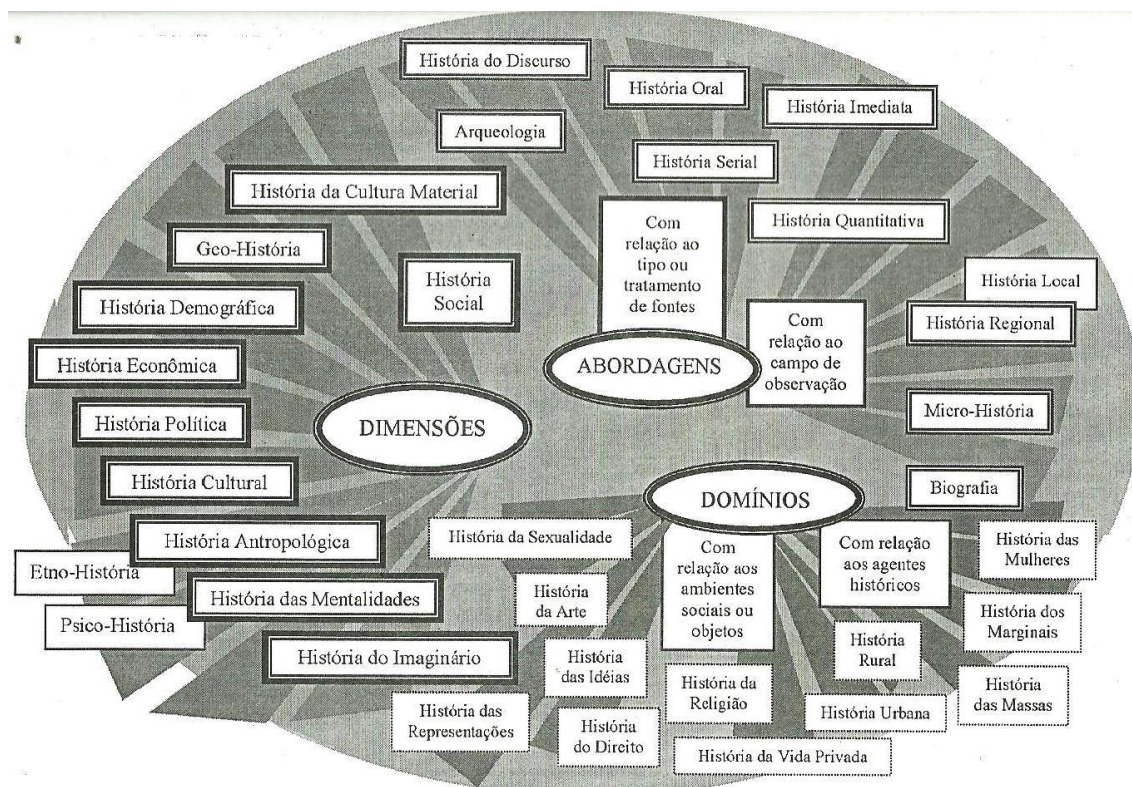 História do Discurso
História Oral
História Imediata
Arqueologia
História Serial
História da Cultura Material
Com
relação ao
tipo ou
tratamento
de fontes
História Quantitativa
Geo-História
História
Social
História Local
História Demográfica
Com
relação ao
campo de
observação
História Regional
História Econômica
ABORDAGENS
Micro-História
História Política
DIMENSÕES
História Cultural
DOMÍNIOS
Biografia
História Antropológica
História da Sexualidade
Com
relação aos
ambientes
sociais ou
objetos
Com relação
aos agentes
históricos
História das
Mulheres
Etno-História
História das Mentalidades
História
da Arte
História dos
Marginais
Psico-História
História do Imaginário
História
das Idéias
História da
Religião
História
Rural
História
das Massas
História das
Representações
História
do Direito
História Urbana
História da Vida Privada